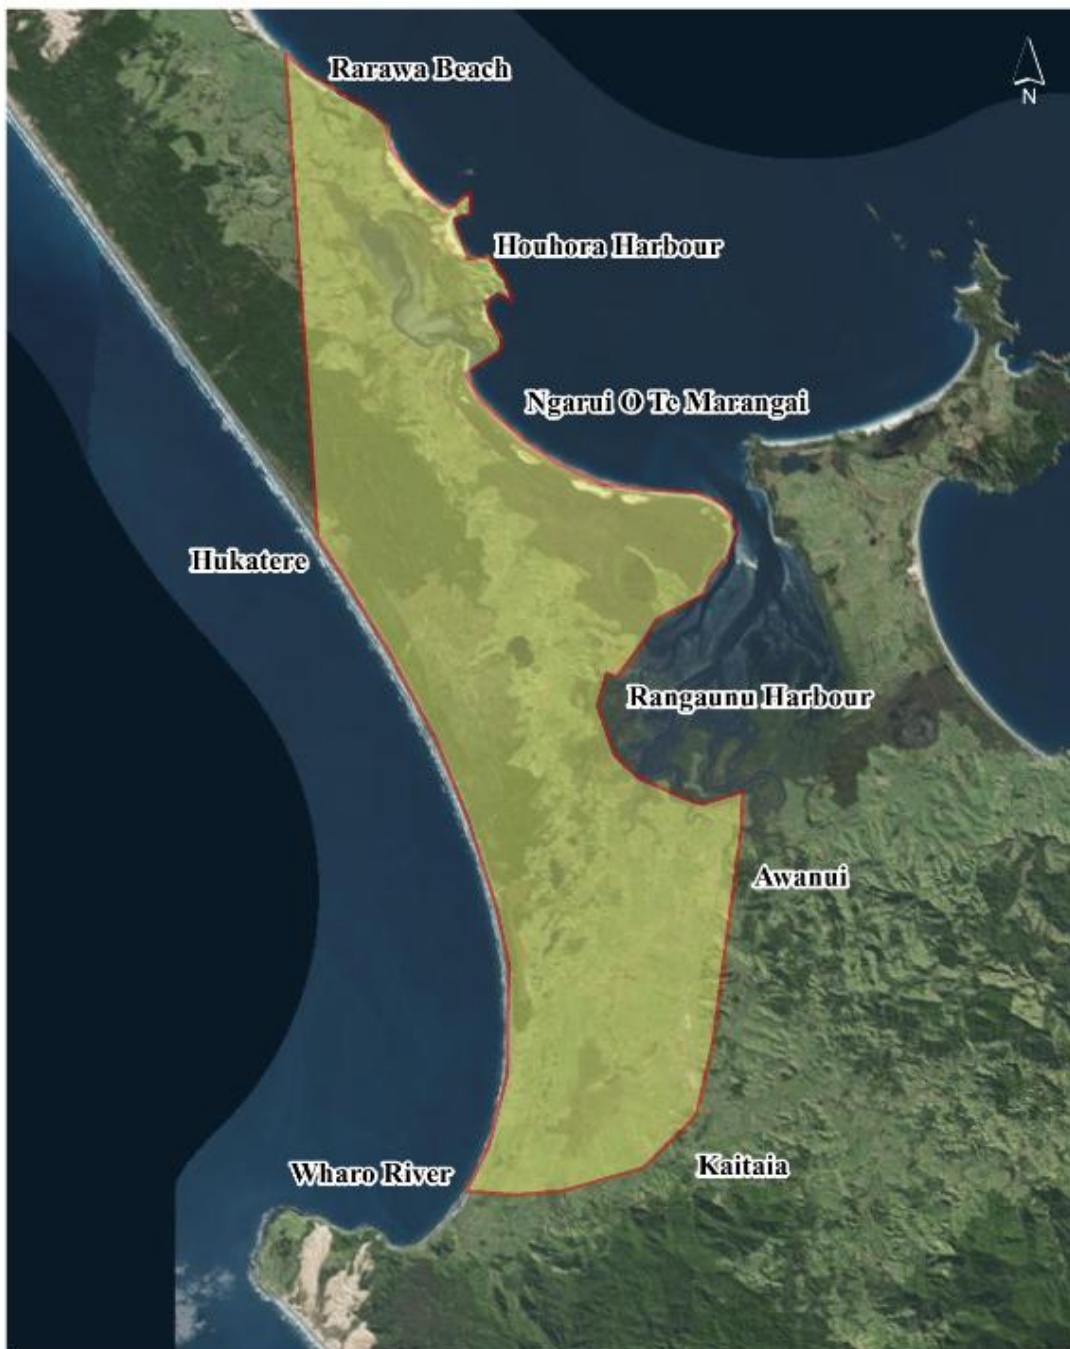 Rarawa Beach
N
Houhora Harbour
Ngarui O Te Marangai
Hukatere
Rangaunu Harbour
Awanui
Kaitaia
Wharo River